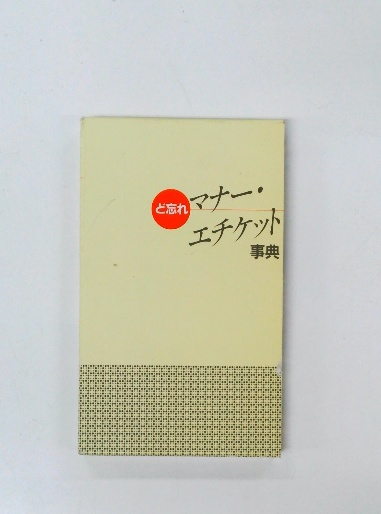 ど忘れ
マナー・
エチケット
事典